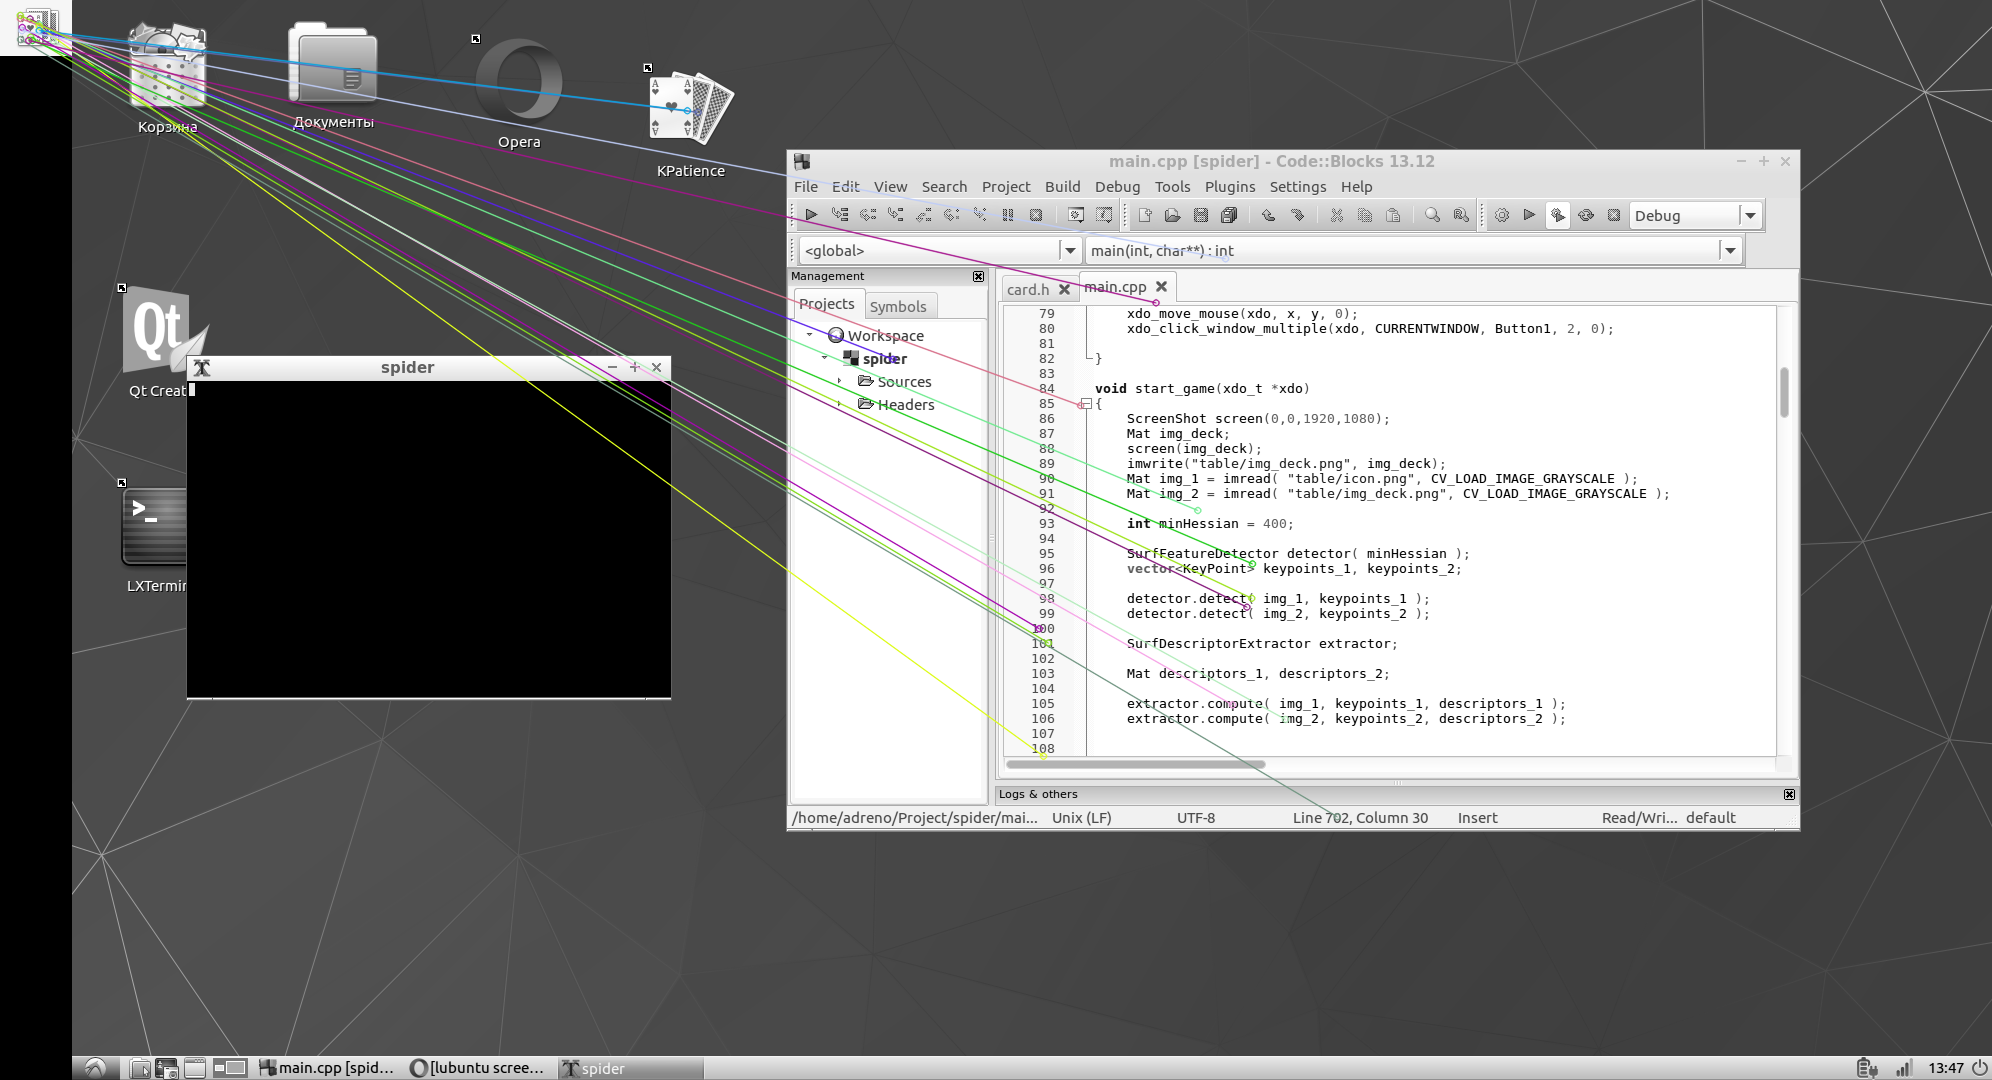 Корзина
Документы
Opera
KPatience
Qt
Qt Creat
LXTermin
spider
main.cpp [spider] - Code::Blocks 13.12
File Edit View Search Project Build Debug Tools Plugins Settings Help
Debug
<global>
main(int, char**) : int
Management
Projects
Symbols
Workspace
spider
Sources
Headers
card.h
main.cpp
79 xdo_move_mouse(xdo, x, y, 0);
80 xdo_click_window_multiple(xdo, CURRENTWINDOW, Button1, 2, 0);
81
82 }
83
84 void start_game(xdo_t *xdo)
85 {
86 ScreenShot screen(0,0,1920,1080);
87 Mat img_deck;
88 screen(img_deck);
89 imwrite("table/img_deck.png", img_deck);
90 Mat img_1 = imread( "table/icon.png", CV_LOAD_IMAGE_GRAYSCALE );
91 Mat img_2 = imread( "table/img_deck.png", CV_LOAD_IMAGE_GRAYSCALE );
92
93 int minHessian = 400;
94
95 SurfFeatureDetector detector( minHessian );
96 vector<KeyPoint> keypoints_1, keypoints_2;
97
98 detector.detect( img_1, keypoints_1 );
99 detector.detect( img_2, keypoints_2 );
100
101 SurfDescriptorExtractor extractor;
102
103 Mat descriptors_1, descriptors_2;
104
105 extractor.compute( img_1, keypoints_1, descriptors_1 );
106 extractor.compute( img_2, keypoints_2, descriptors_2 );
107
108
Logs & others
/home/adreno/Project/spider/mai... Unix (LF) UTF-8 Line 702, Column 30 Insert Read/Wri... default
main.cpp [spid...
[lubuntu scree...
spider
13:47